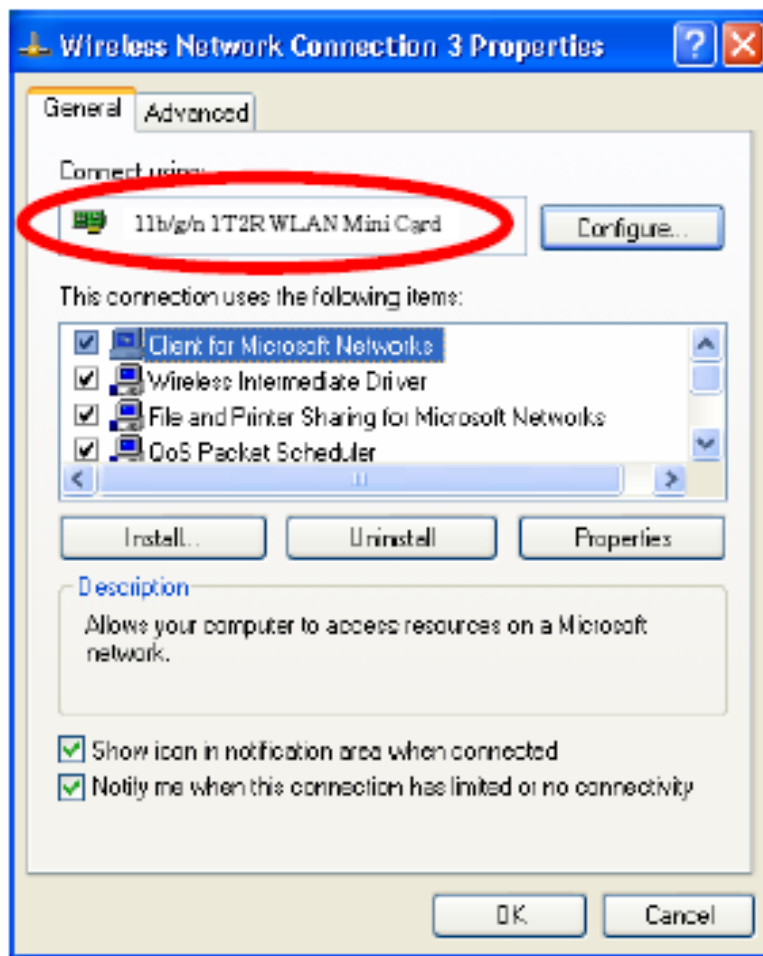 Wireless Network Connection 3 Properties
General
Advanced
Connect using:
11b/g/n 1T2R WLAN Mini Card
Configure...
This connection uses the following items:
Client for Microsoft Networks
Wireless Intermediate Driver
File and Printer Sharing for Microsoft Networks
QoS Packet Scheduler
Install...
Uninstall
Properties
Description
Allows your computer to access resources on a Microsoft
network.
Show icon in notification area when connected
Notify me when this connection has limited or no connectivity
OK
Cancel